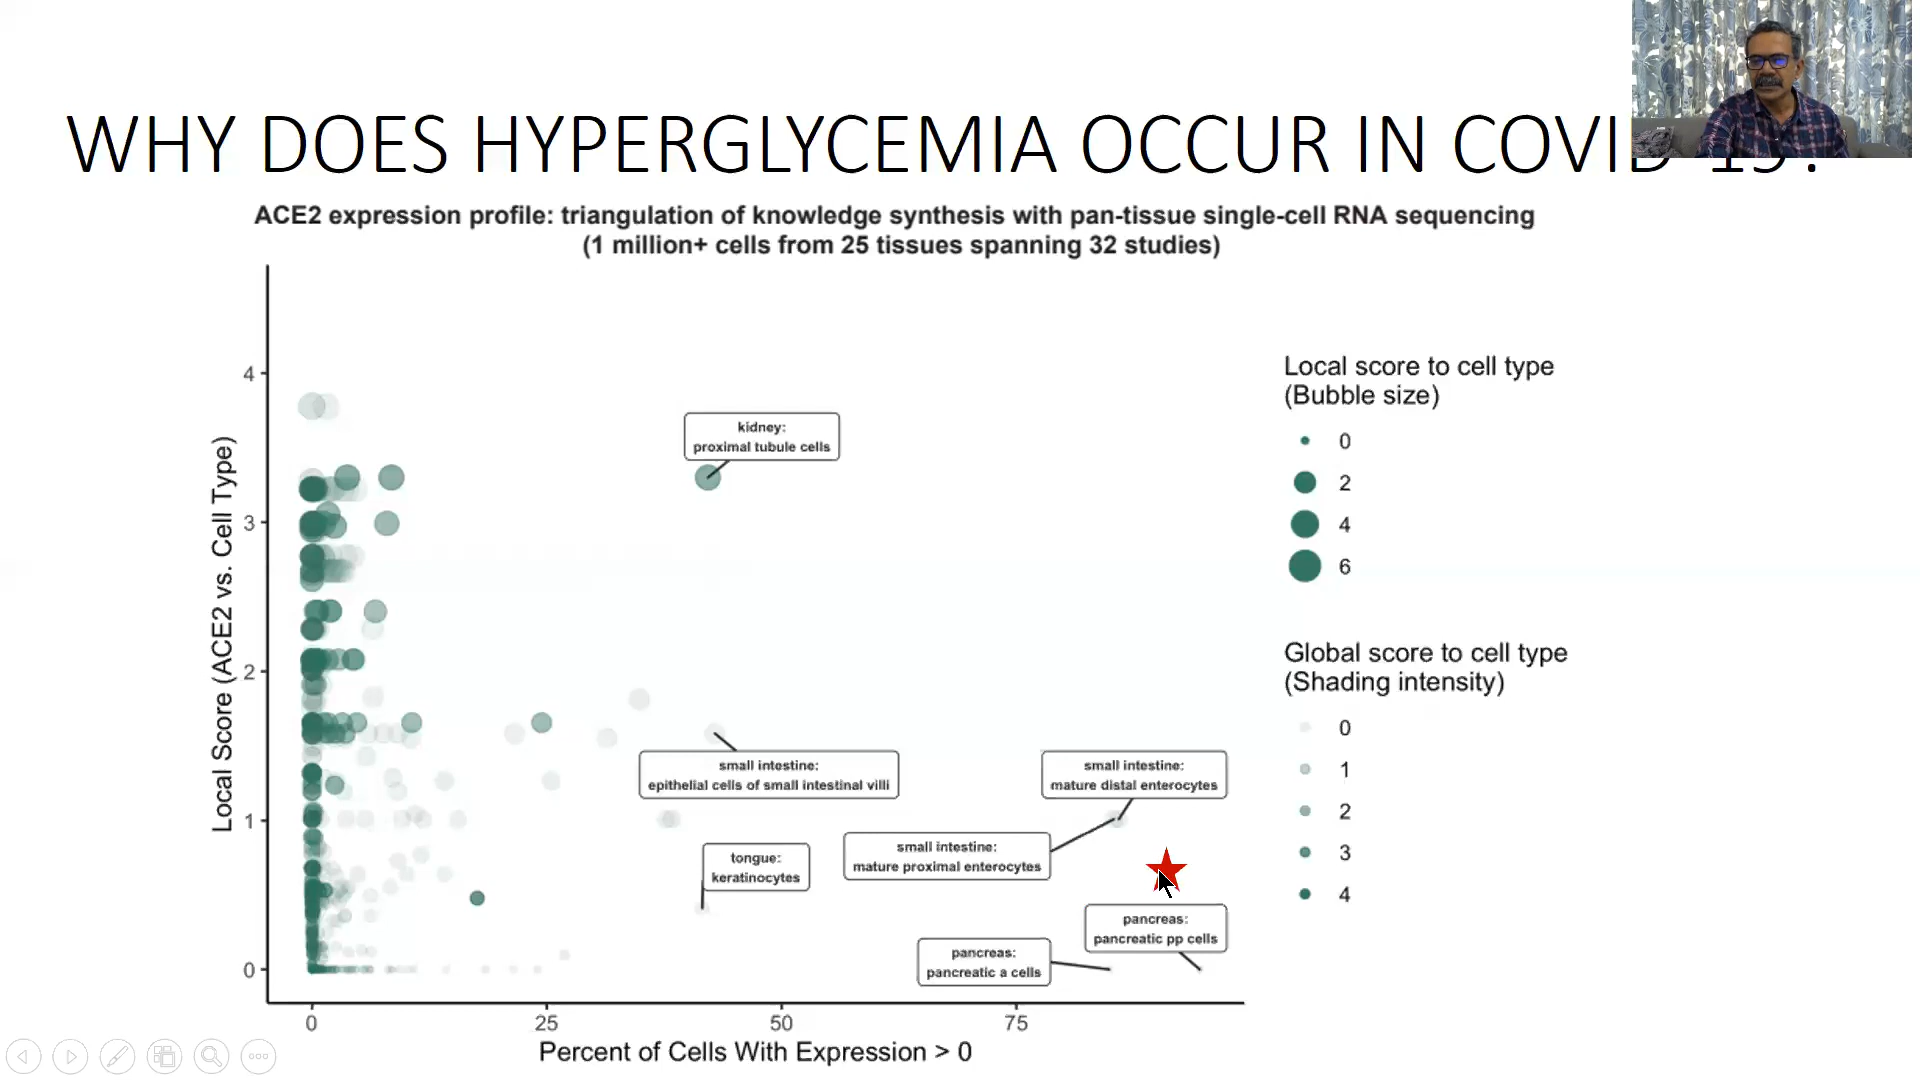 WHY DOES HYPERGLYCEMIA OCCUR IN COVID-19?
ACE2 expression profile: triangulation of knowledge synthesis with pan-tissue single-cell RNA sequencing
(1 million+ cells from 25 tissues spanning 32 studies)
Local Score (ACE2 vs. Cell Type)
4
3
2
1
0
kidney:
proximal tubule cells
small intestine:
epithelial cells of small intestinal villi
small intestine:
mature distal enterocytes
small intestine:
mature proximal enterocytes
tongue:
keratinocytes
pancreas:
pancreatic pp cells
pancreas:
pancreatic a cells
0
25
50
75
Percent of Cells With Expression > 0
Local score to cell type
(Bubble size)
0
2
4
6
Global score to cell type
(Shading intensity)
0
1
2
3
4